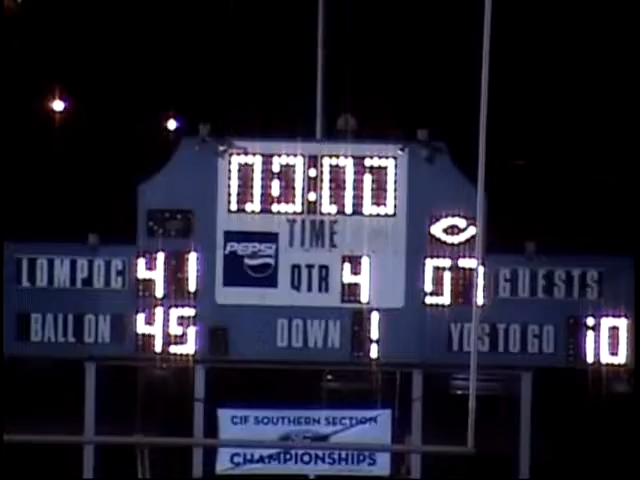 00:00
TIME
PEPSI
QTR 4
LOMPOC 41 57 GUESTS
BALL ON 45 DOWN 1 YDS TO GO 10
CIF SOUTHERN SECTION
CHAMPIONSHIPS